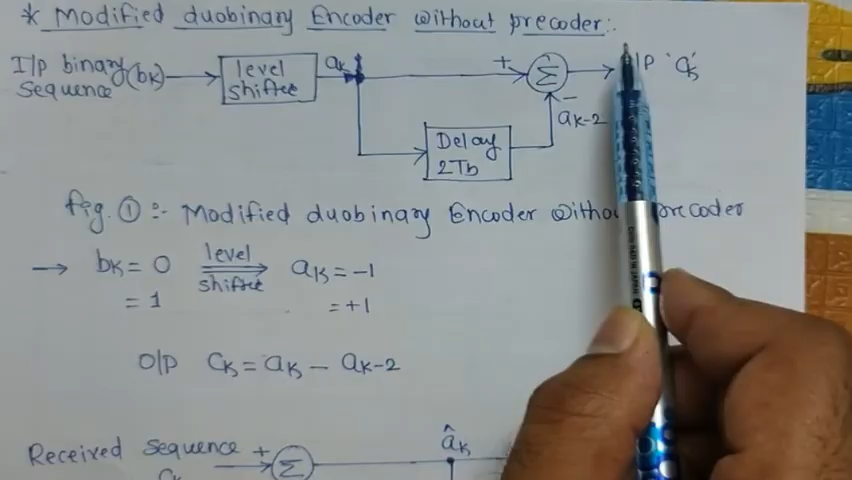 * Modified duobinary Encoder without precoder:-
I/p binary(bK)
sequence
level
shifter
aK
+
Σ
/P 'CK'
-
aK-2
Delay
2Tb
fig. ① :- Modified duobinary Encoder Without precoder
→ bK = 0 level shifter aK = -1
= 1 = +1
O/P CK = aK - aK-2
Received Sequence
+
Σ
âK